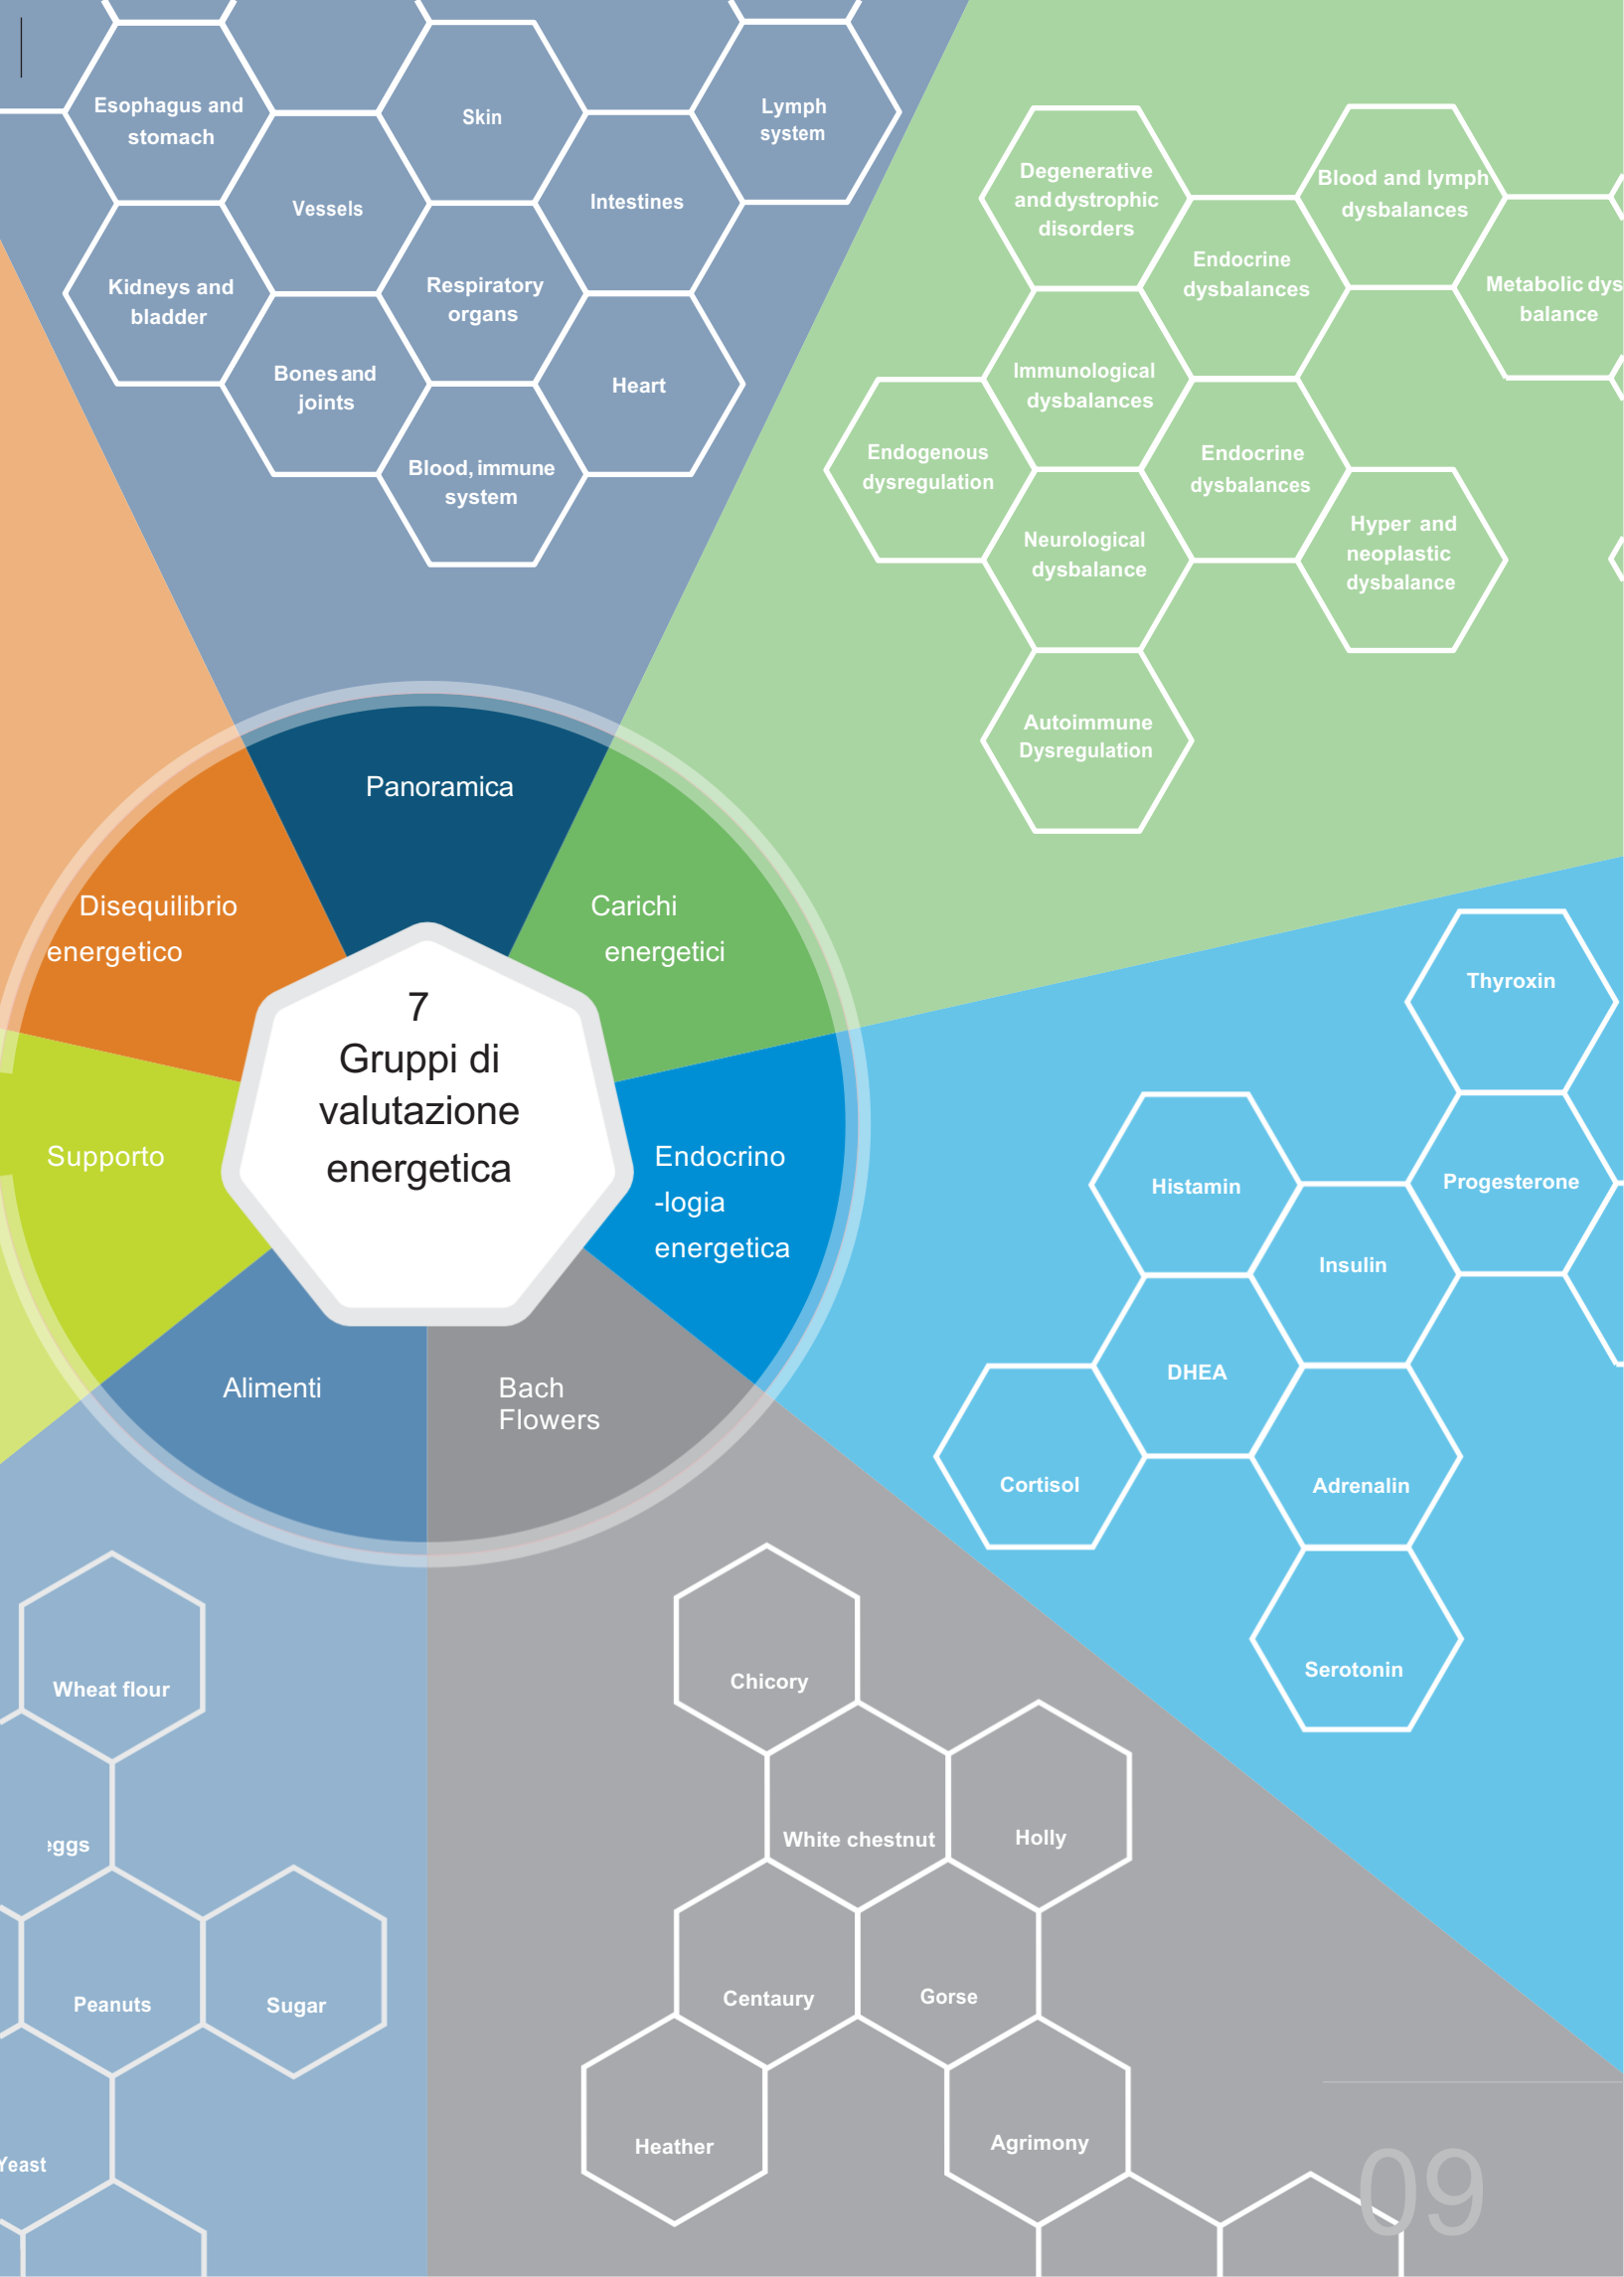 Esophagus and
stomach
Skin
Lymph
system
Vessels
Intestines
Kidneys and
bladder
Respiratory
organs
Bones and
joints
Heart
Blood, immune
system
Degenerative
and dystrophic
disorders
Blood and lymph
dysbalances
Endocrine
dysbalances
Metabolic dys
balance
Immunological
dysbalances
Endogenous
dysregulation
Endocrine
dysbalances
Neurological
dysbalance
Hyper and
neoplastic
dysbalance
Autoimmune
Dysregulation
Panoramica
Disequilibrio
energetico
Carichi
energetici
7
Gruppi di
valutazione
energetica
Supporto
Endocrino
-logia
energetica
Alimenti
Bach
Flowers
Thyroxin
Histamin
Progesterone
Insulin
DHEA
Cortisol
Adrenalin
Serotonin
Wheat flour
eggs
Peanuts
Sugar
Yeast
Chicory
White chestnut
Holly
Centaury
Gorse
Heather
Agrimony
09